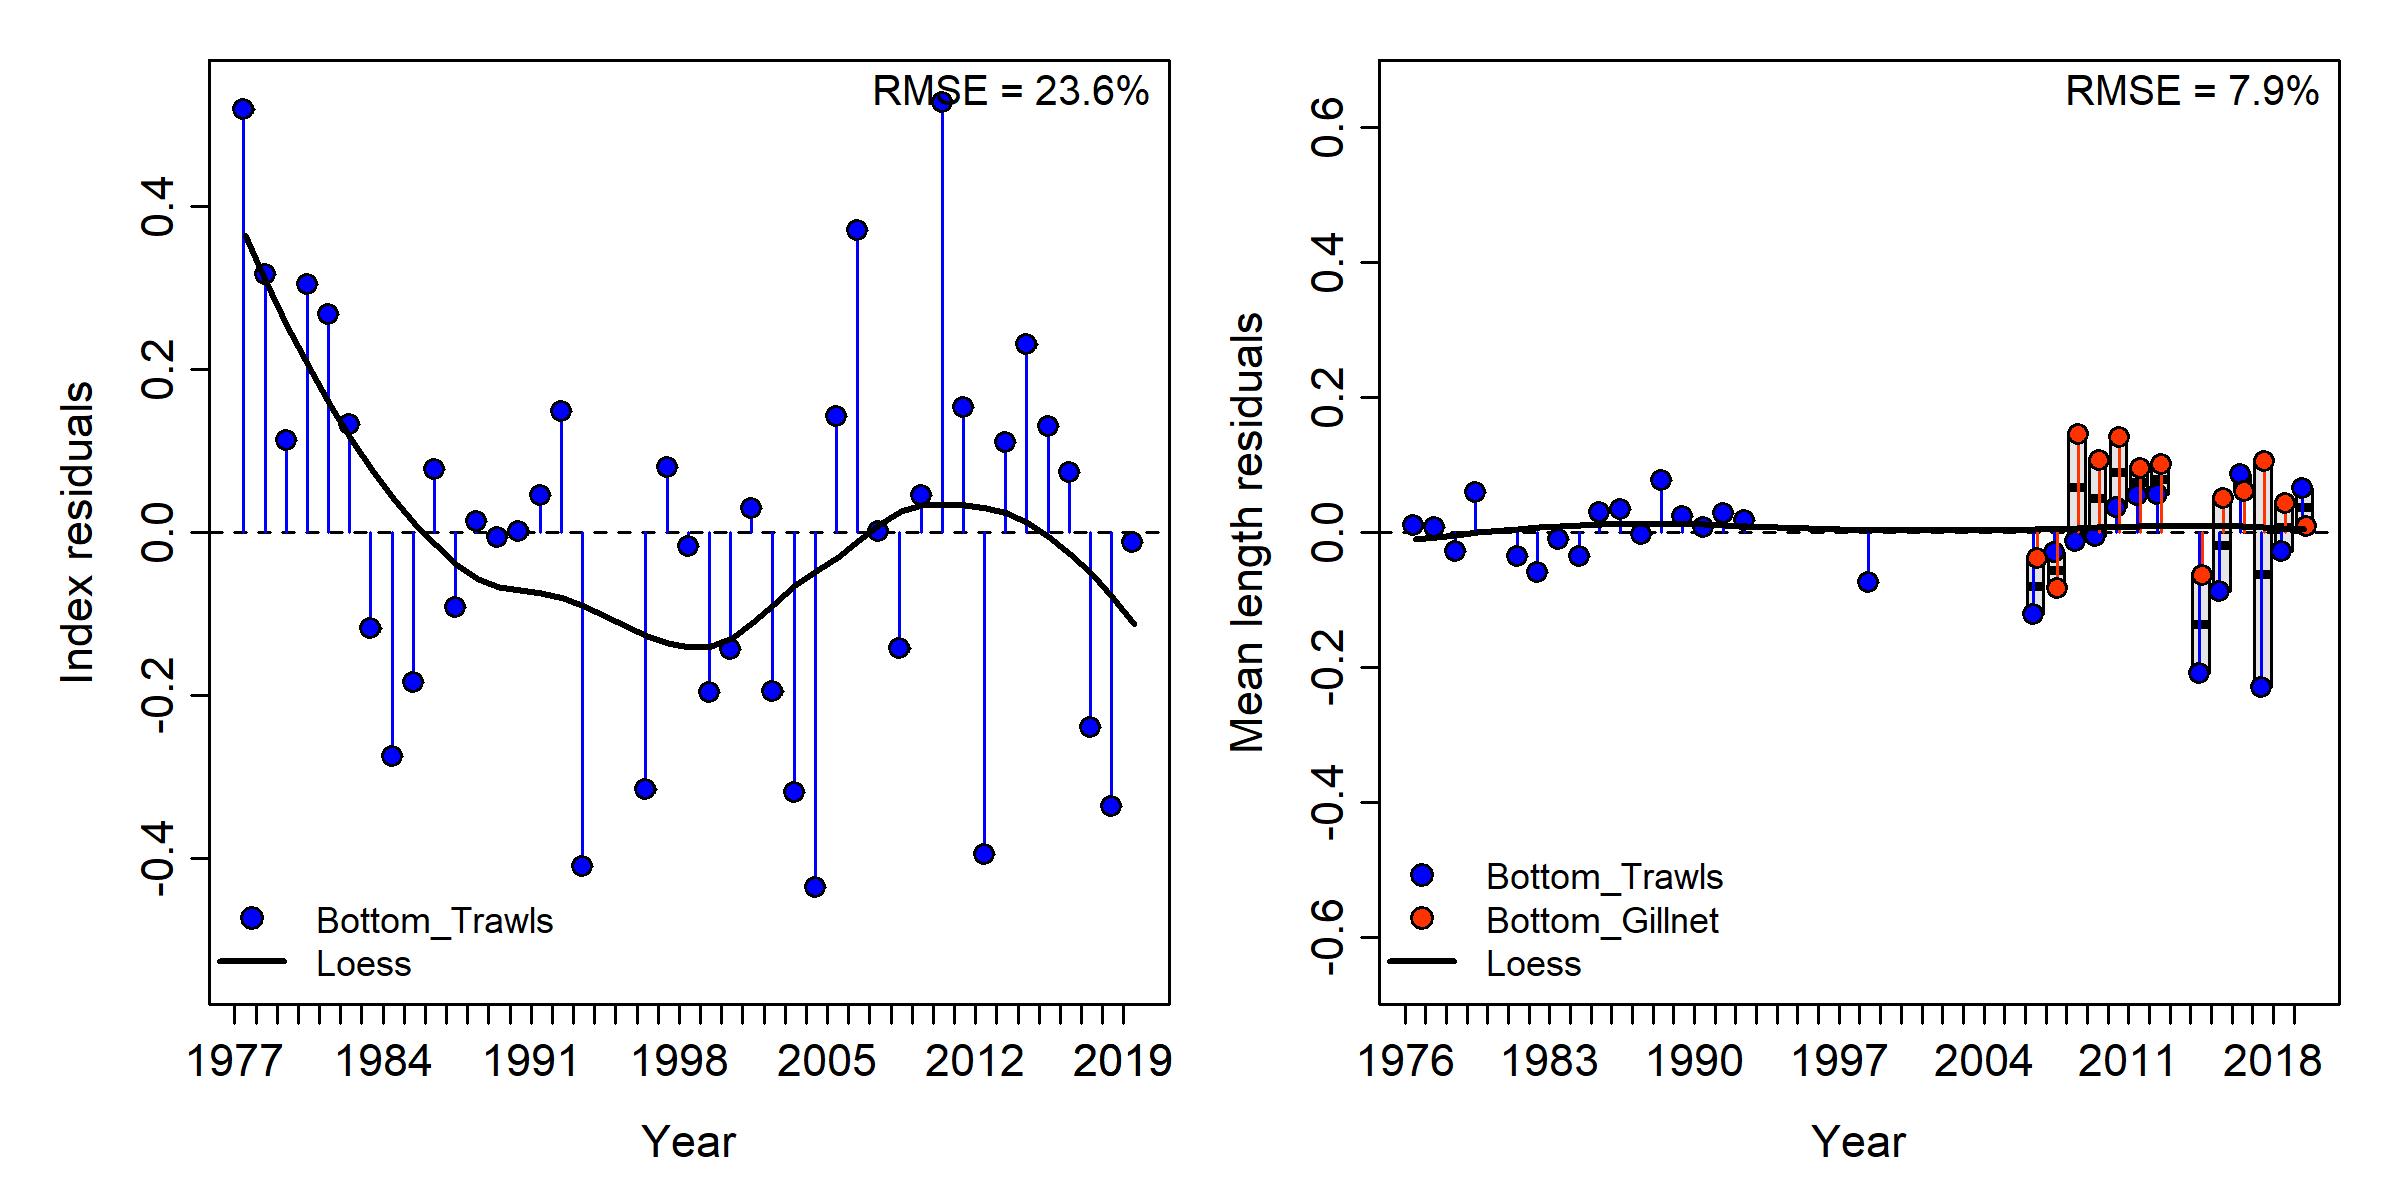 RMSE = 23.6%
Index residuals
0.4
0.2
0.0
-0.2
-0.4
Bottom_Trawls
Loess
1977 1984 1991 1998 2005 2012 2019
Year
RMSE = 7.9%
Mean length residuals
0.6
0.4
0.2
0.0
-0.2
-0.4
-0.6
Bottom_Trawls
Bottom_Gillnet
Loess
1976 1983 1990 1997 2004 2011 2018
Year